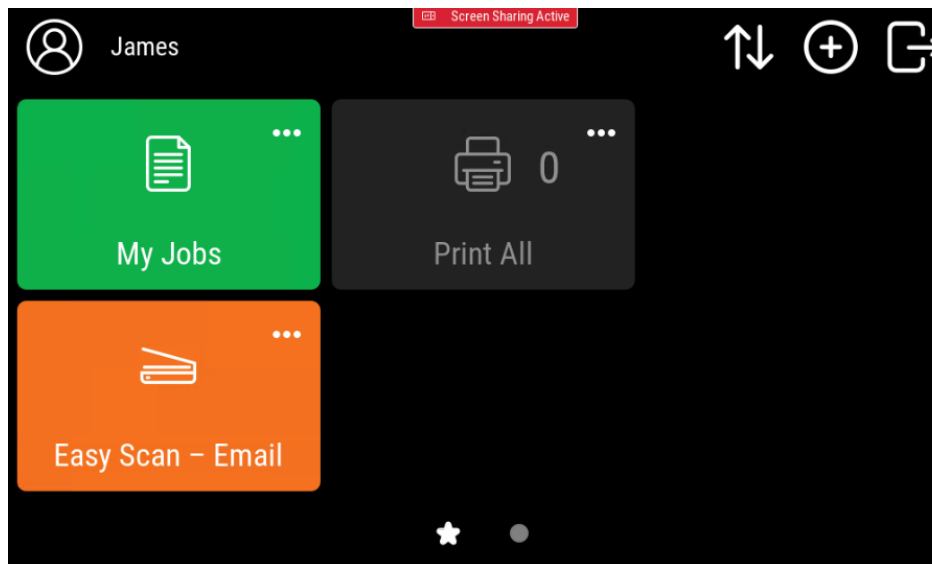 Screen Sharing Active
James
My Jobs
0
Print All
Easy Scan – Email